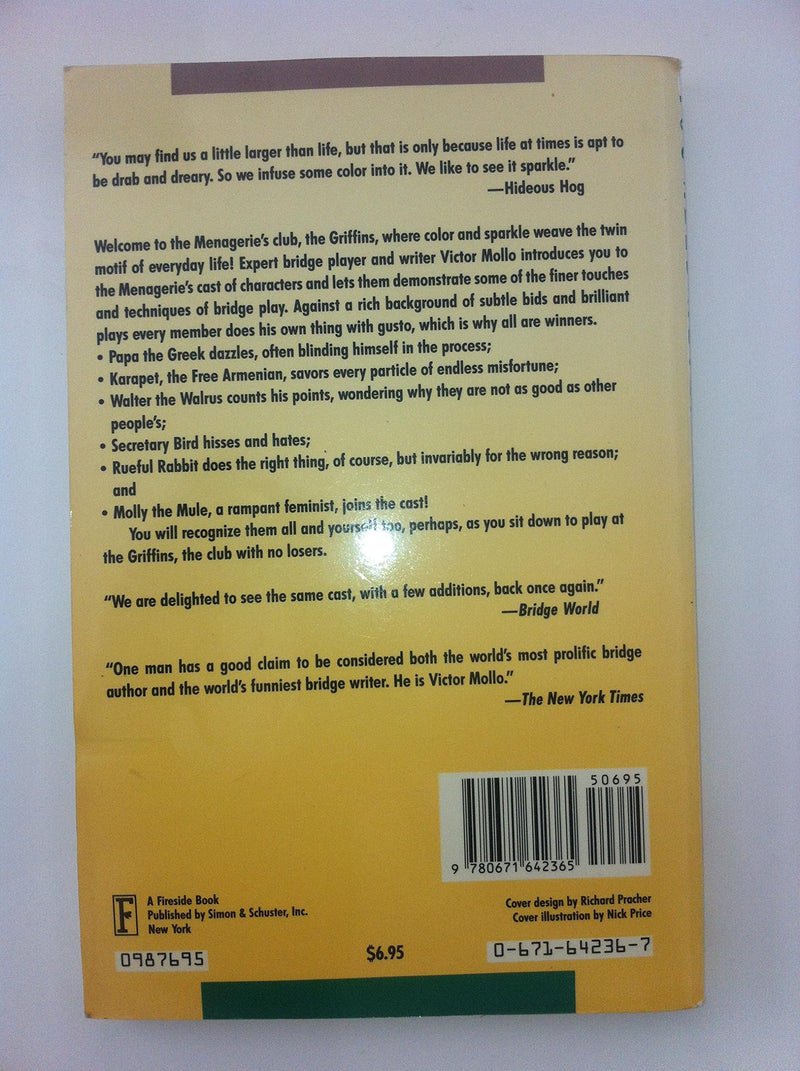 “You may find us a little larger than life, but that is only because life at times is apt to
be drab and dreary. So we infuse some color into it. We like to see it sparkle.”
—Hideous Hog
Welcome to the Menagerie’s club, the Griffins, where color and sparkle weave the twin
motif of everyday life! Expert bridge player and writer Victor Mollo introduces you to
the Menagerie’s cast of characters and lets them demonstrate some of the finer touches
and techniques of bridge play. Against a rich background of subtle bids and brilliant
plays every member does his own thing with gusto, which is why all are winners.
• Papa the Greek dazzles, often blinding himself in the process;
• Karapet, the Free Armenian, savors every particle of endless misfortune;
• Walter the Walrus counts his points, wondering why they are not as good as other
people’s;
• Secretary Bird hisses and hates;
• Rueful Rabbit does the right thing, of course, but invariably for the wrong reason;
and
• Molly the Mule, a rampant feminist, joins the cast!
You will recognize them all and yourself too, perhaps, as you sit down to play at
the Griffins, the club with no losers.
“We are delighted to see the same cast, with a few additions, back once again.”
—Bridge World
“One man has a good claim to be considered both the world’s most prolific bridge
author and the world’s funniest bridge writer. He is Victor Mollo.”
—The New York Times
50695
9 780671 642365
F
A Fireside Book
Published by Simon & Schuster, Inc.
New York
Cover design by Richard Pracher
Cover illustration by Nick Price
0987695
$6.95
0-671-64236-7